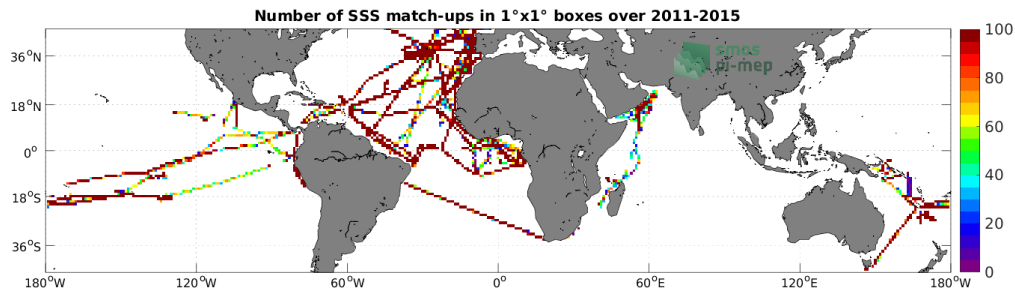 Number of SSS match-ups in 1°x1° boxes over 2011-2015
smos
pi-mep
36°N
18°N
0°
18°S
36°S
180°W
120°W
60°W
0°
60°E
120°E
180°E
100
80
60
40
20
0